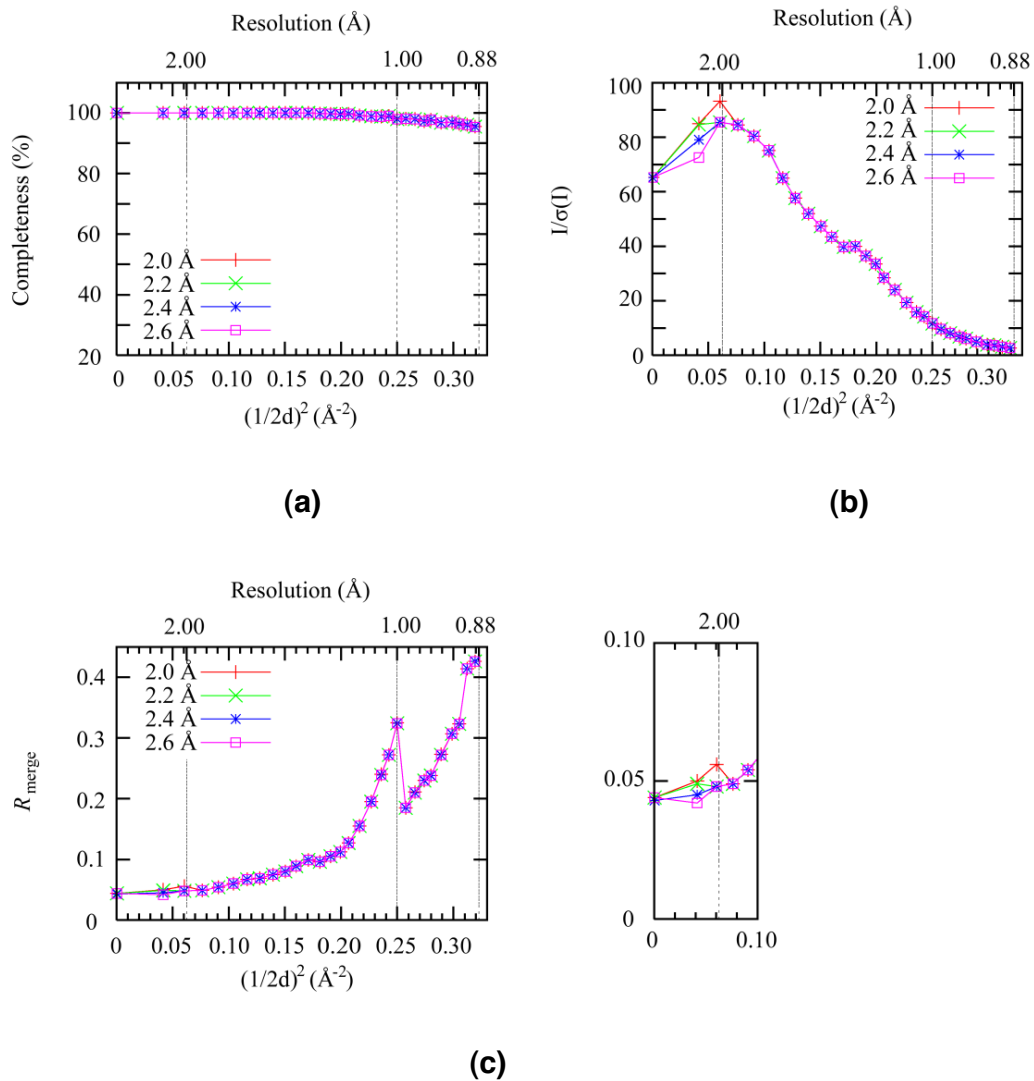 Resolution (Å)
2.00 1.00 0.88
100
80
60
40
20
Completeness (%)
2.0 Å
2.2 Å
2.4 Å
2.6 Å
0 0.05 0.10 0.15 0.20 0.25 0.30
(1/2d)² (Å⁻²)
(a)
Resolution (Å)
2.00 1.00 0.88
100
80
60
40
20
0
I/σ(I)
2.0 Å
2.2 Å
2.4 Å
2.6 Å
0 0.05 0.10 0.15 0.20 0.25 0.30
(1/2d)² (Å⁻²)
(b)
Resolution (Å)
2.00 1.00 0.88
0.4
0.3
0.2
0.1
0
R merge
2.0 Å
2.2 Å
2.4 Å
2.6 Å
0 0.05 0.10 0.15 0.20 0.25 0.30
(1/2d)² (Å⁻²)
2.00
0.10
0.05
0
0 0.10
(c)